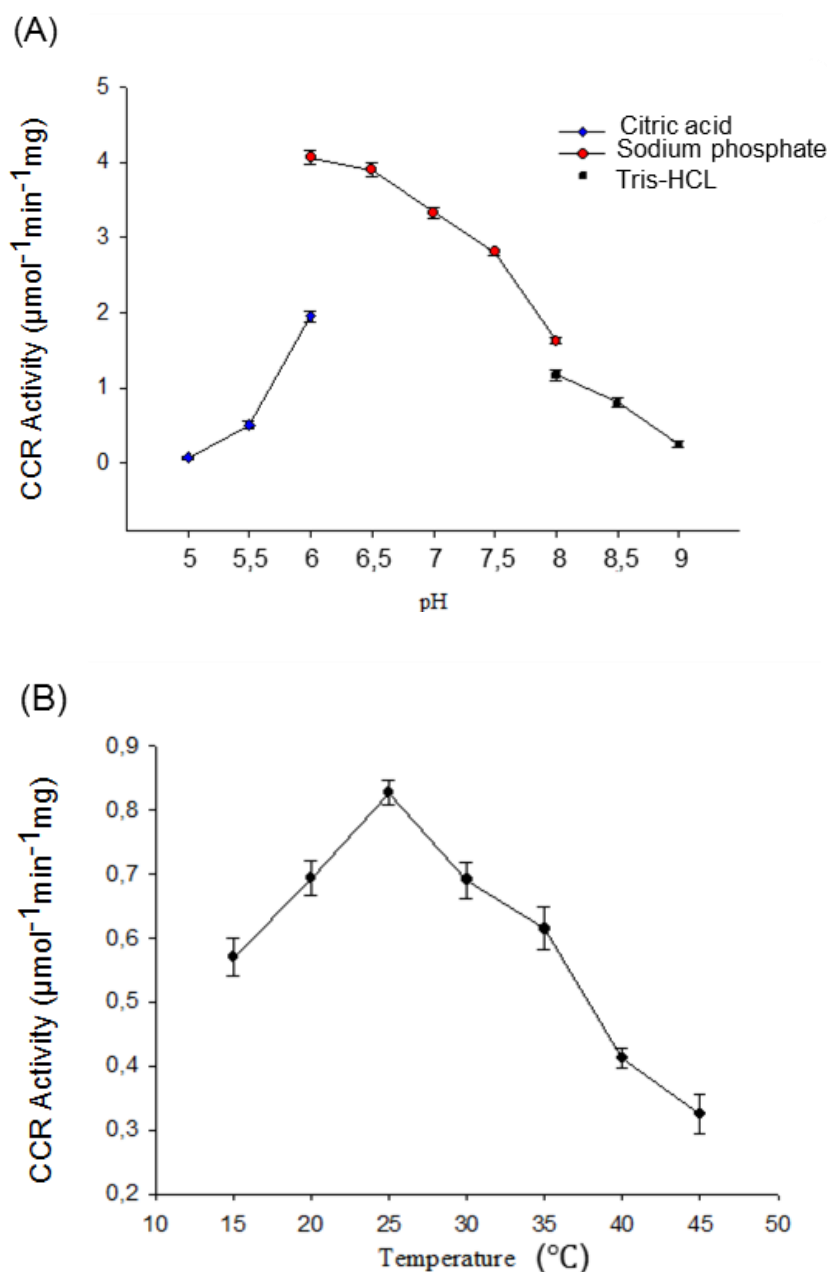 (A)
CCR Activity (µmol⁻¹min⁻¹mg)
5
4
3
2
1
0
Citric acid
Sodium phosphate
Tris-HCL
5 5,5 6 6,5 7 7,5 8 8,5 9
pH
(B)
CCR Activity (µmol⁻¹min⁻¹mg)
0,9
0,8
0,7
0,6
0,5
0,4
0,3
0,2
10 15 20 25 30 35 40 45 50
Temperature (°C)